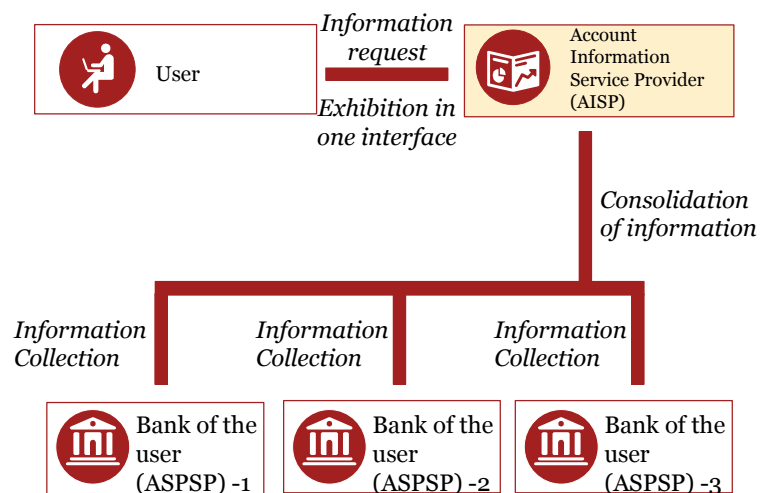 Information
request
User
Account
Information
Service Provider
(AISP)
Exhibition in
one interface
Consolidation
of information
Information
Collection
Information
Collection
Information
Collection
Bank of the
user
(ASPSP) -1
Bank of the
user
(ASPSP) -2
Bank of the
user
(ASPSP) -3